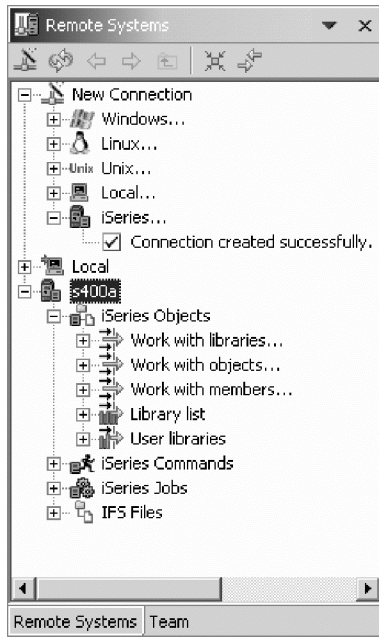 Remote Systems
New Connection
Windows...
Linux...
Unix Unix...
Local...
iSeries...
Connection created successfully.
Local
s400a
iSeries Objects
Work with libraries...
Work with objects...
Work with members...
Library list
User libraries
iSeries Commands
iSeries Jobs
IFS Files
Remote Systems Team